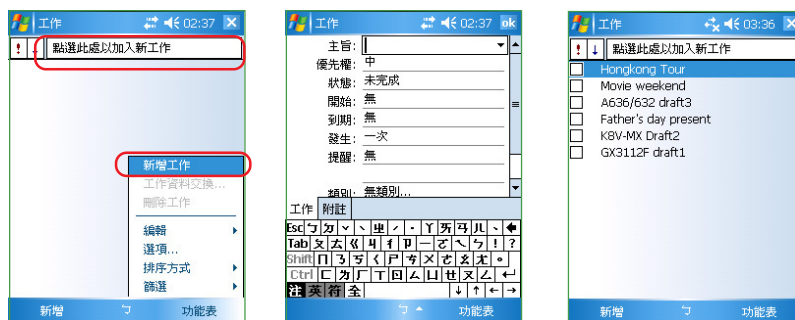 工作 02:37
! ↓ 點選此處以加入新工作
新增工作
工作資料交換...
刪除工作
編輯
選項...
排序方式
篩選
新增 ㄅ 功能表
工作 02:37 ok
主旨:
優先權: 中
狀態: 未完成
開始: 無
到期: 無
發生: 一次
提醒: 無
類別: 無類別...
工作 附註
Esc ㄅ ㄉ ˇ ˋ ㄓ ˊ ˙ ㄚ ㄞ ㄢ ㄦ 、
Tab ㄆ ㄊ ㄍ ㄐ ㄔ ㄗ ㄧ ㄛ ㄟ ㄣ ! ?
Shift ㄇ ㄋ ㄎ ㄑ ㄕ ㄘ ㄨ ㄜ ㄠ ㄤ 。
Ctrl ㄈ ㄌ ㄏ ㄒ ㄖ ㄙ ㄩ ㄝ ㄡ ㄥ
注 英 符 全 ↓ ↑ ← →
ㄅ 功能表
工作 03:36
! ↓ 點選此處以加入新工作
Hongkong Tour
Movie weekend
A636/632 draft3
Father's day present
K8V-MX Draft2
GX3112F draft1
新增 ㄅ 功能表